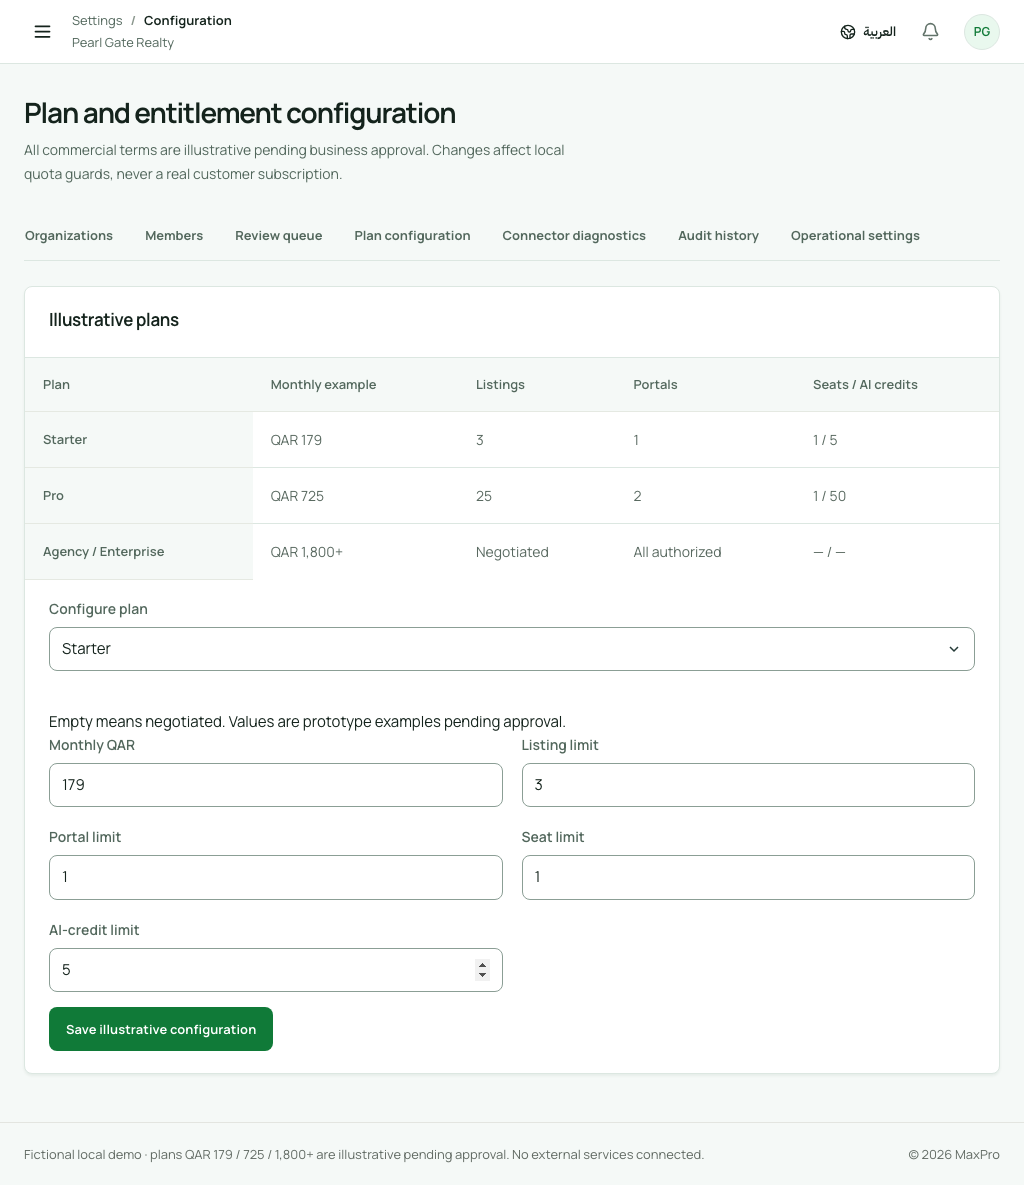 Settings / Configuration
Pearl Gate Realty
العربية
PG
Plan and entitlement configuration
All commercial terms are illustrative pending business approval. Changes affect local
quota guards, never a real customer subscription.
Organizations Members Review queue Plan configuration Connector diagnostics Audit history Operational settings
Illustrative plans
Plan Monthly example Listings Portals Seats / AI credits
Starter QAR 179 3 1 1 / 5
Pro QAR 725 25 2 1 / 50
Agency / Enterprise QAR 1,800+ Negotiated All authorized — / —
Configure plan
Starter
Empty means negotiated. Values are prototype examples pending approval.
Monthly QAR Listing limit
179 3
Portal limit Seat limit
1 1
AI-credit limit
5
Save illustrative configuration
Fictional local demo · plans QAR 179 / 725 / 1,800+ are illustrative pending approval. No external services connected. © 2026 MaxPro